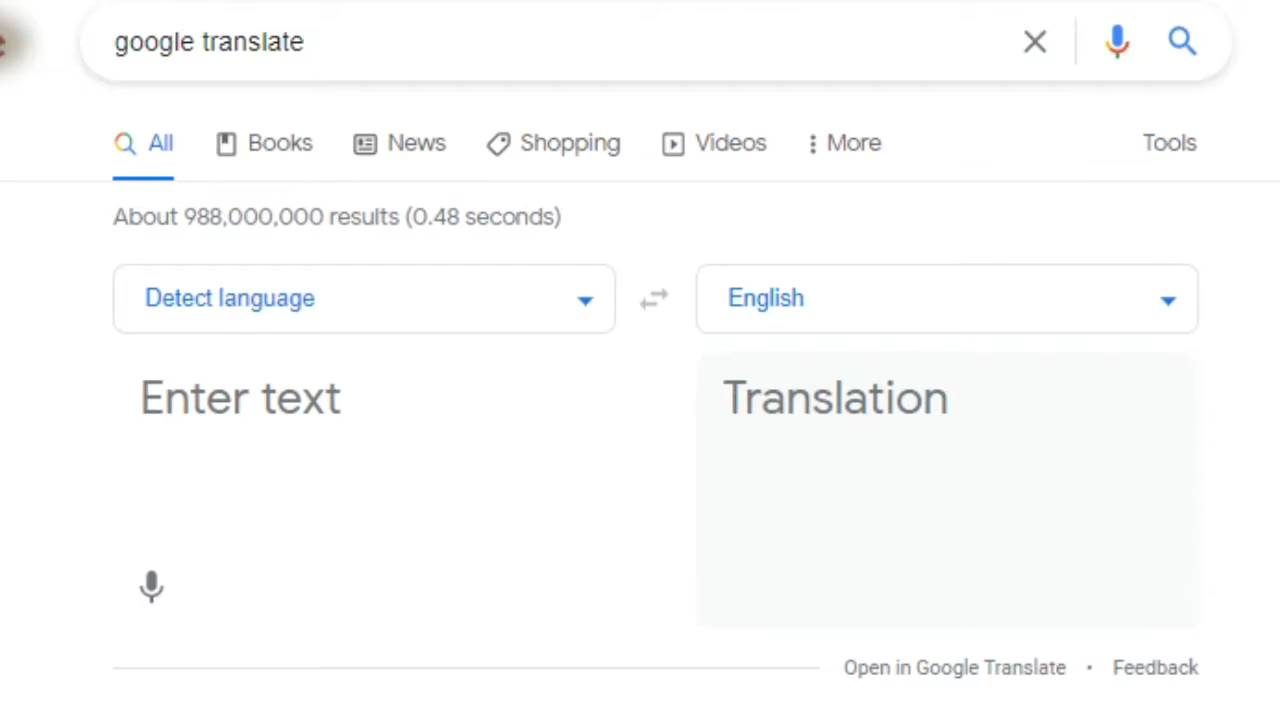 google translate
All Books News Shopping Videos More Tools
About 988,000,000 results (0.48 seconds)
Detect language English
Enter text Translation
Open in Google Translate • Feedback